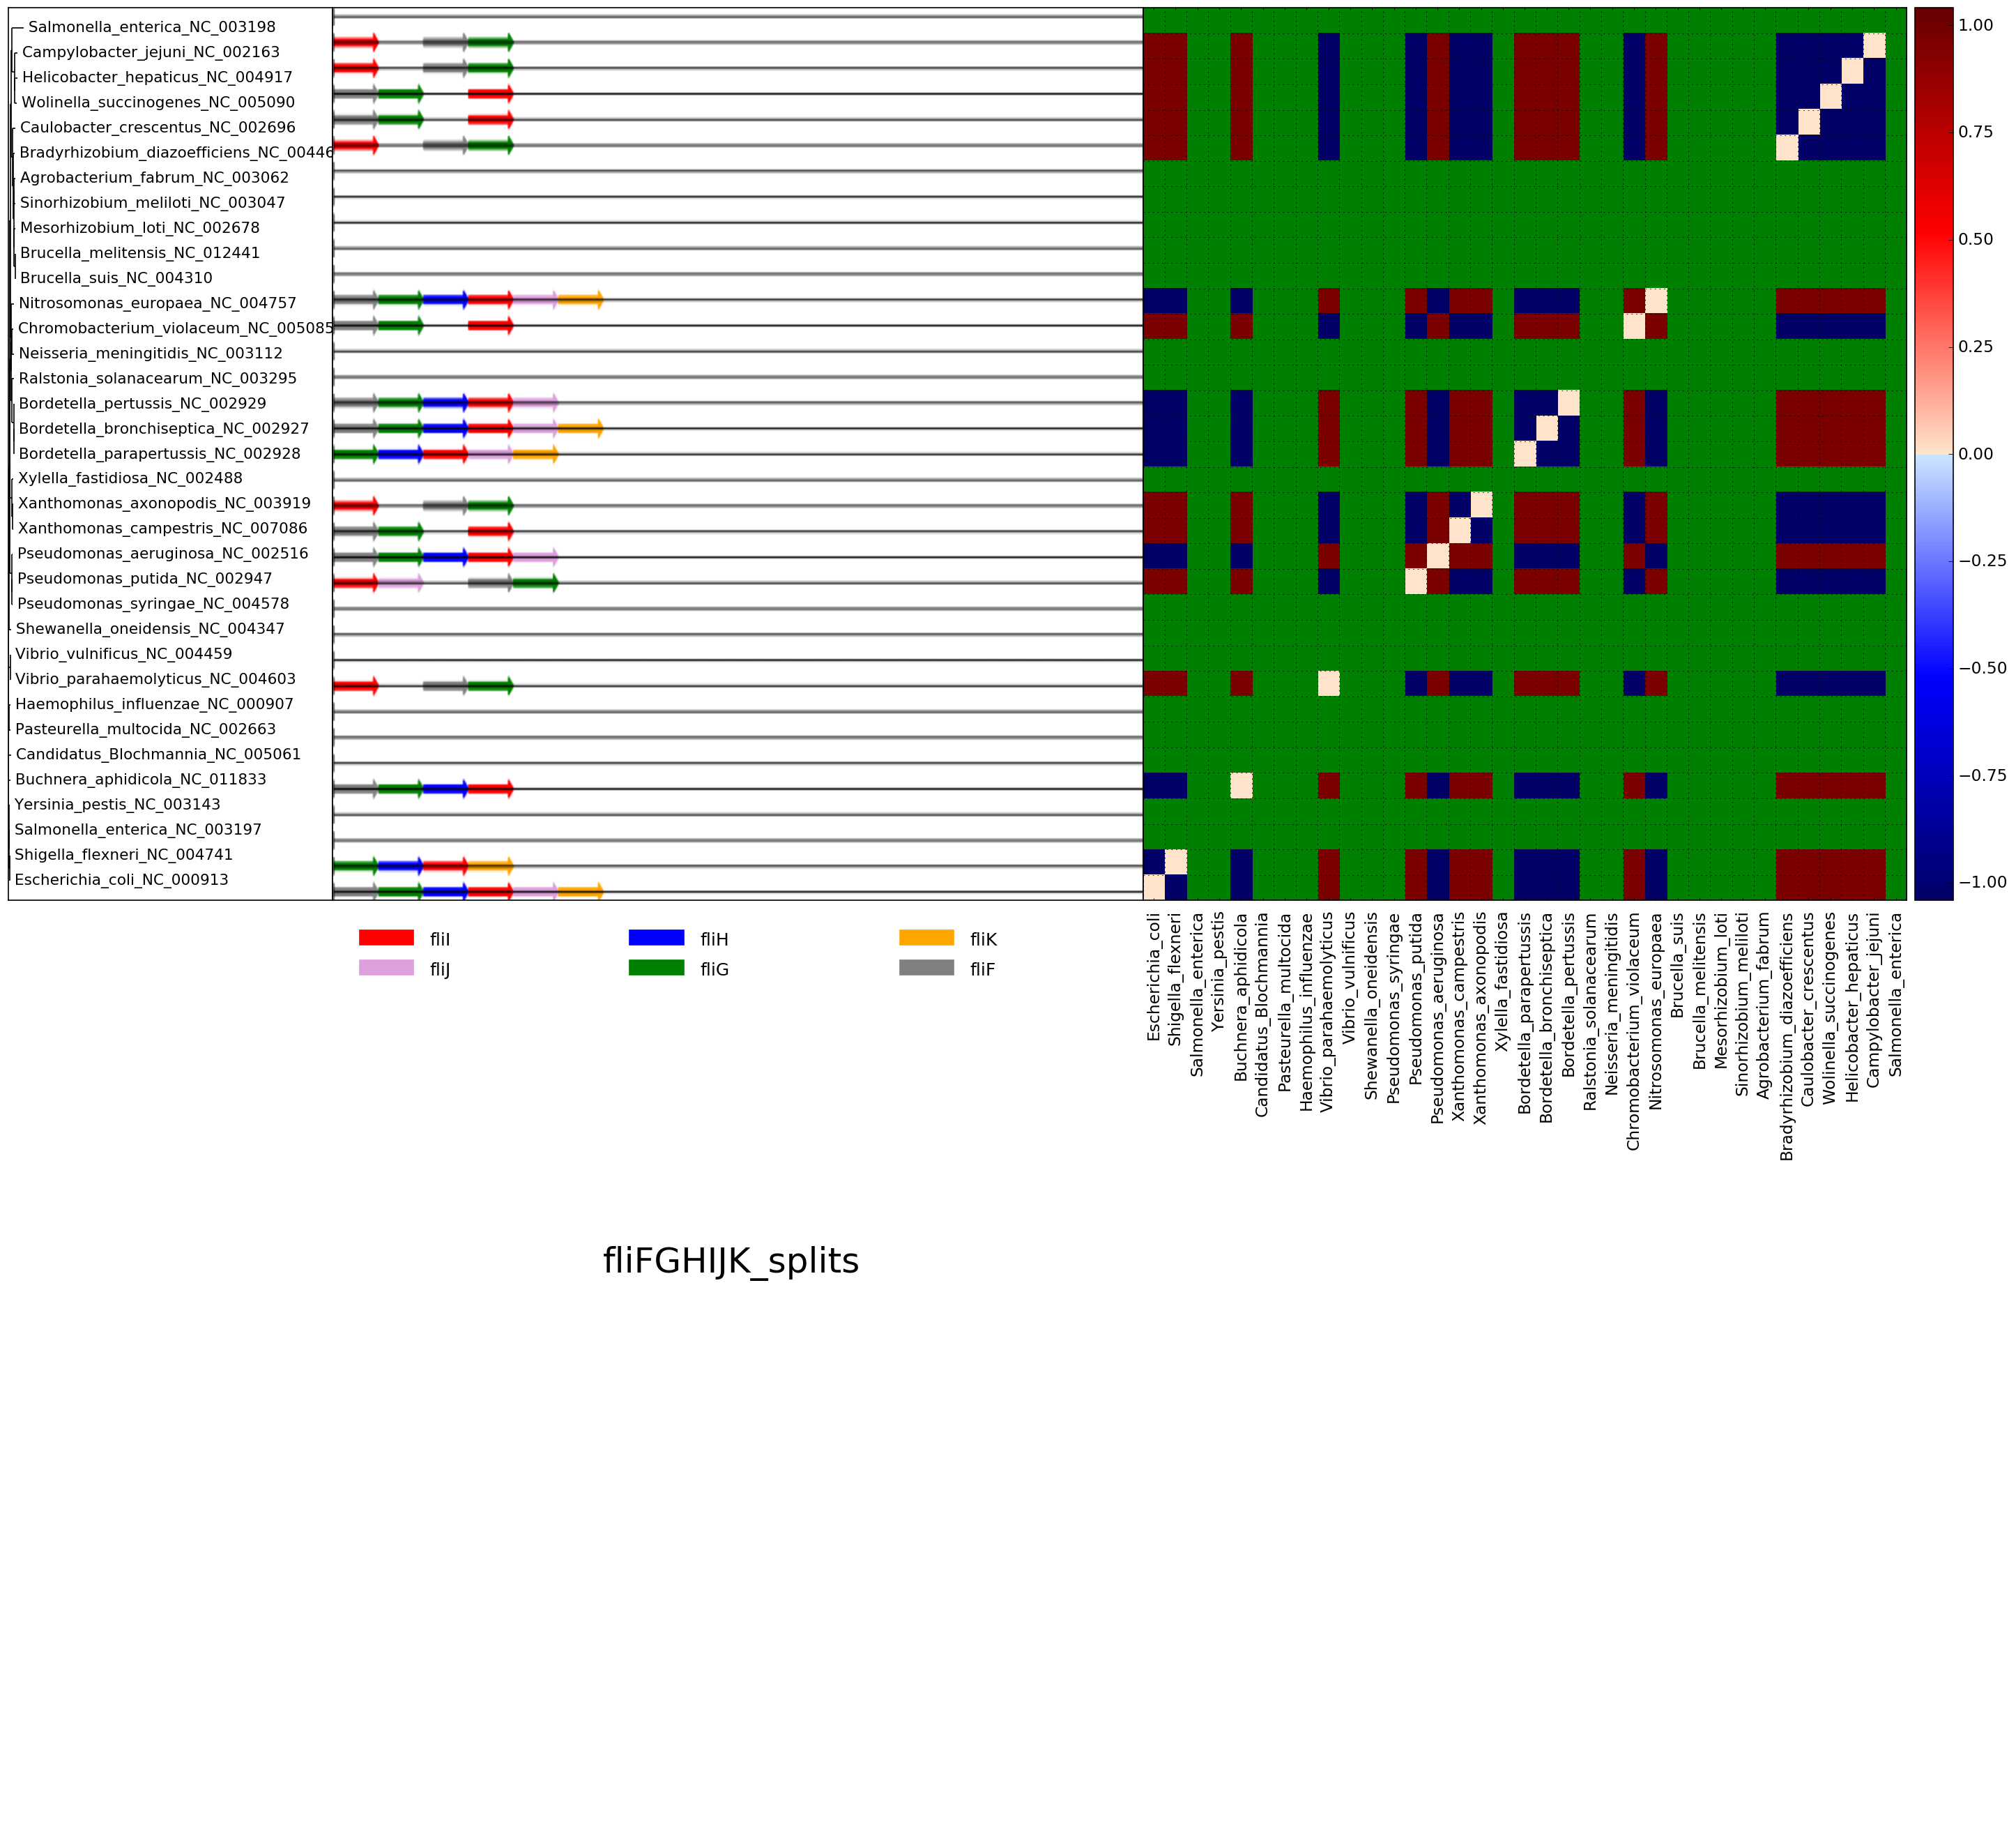 Salmonella_enterica_NC_003198
Campylobacter_jejuni_NC_002163
Helicobacter_hepaticus_NC_004917
Wolinella_succinogenes_NC_005090
Caulobacter_crescentus_NC_002696
Bradyrhizobium_diazoefficiens_NC_00446
Agrobacterium_fabrum_NC_003062
Sinorhizobium_meliloti_NC_003047
Mesorhizobium_loti_NC_002678
Brucella_melitensis_NC_012441
Brucella_suis_NC_004310
Nitrosomonas_europaea_NC_004757
Chromobacterium_violaceum_NC_005085
Neisseria_meningitidis_NC_003112
Ralstonia_solanacearum_NC_003295
Bordetella_pertussis_NC_002929
Bordetella_bronchiseptica_NC_002927
Bordetella_parapertussis_NC_002928
Xylella_fastidiosa_NC_002488
Xanthomonas_axonopodis_NC_003919
Xanthomonas_campestris_NC_007086
Pseudomonas_aeruginosa_NC_002516
Pseudomonas_putida_NC_002947
Pseudomonas_syringae_NC_004578
Shewanella_oneidensis_NC_004347
Vibrio_vulnificus_NC_004459
Vibrio_parahaemolyticus_NC_004603
Haemophilus_influenzae_NC_000907
Pasteurella_multocida_NC_002663
Candidatus_Blochmannia_NC_005061
Buchnera_aphidicola_NC_011833
Yersinia_pestis_NC_003143
Salmonella_enterica_NC_003197
Shigella_flexneri_NC_004741
Escherichia_coli_NC_000913
1.00
0.75
0.50
0.25
0.00
−0.25
−0.50
−0.75
−1.00
Escherichia_coli
Shigella_flexneri
Salmonella_enterica
Yersinia_pestis
Buchnera_aphidicola
Candidatus_Blochmannia
Pasteurella_multocida
Haemophilus_influenzae
Vibrio_parahaemolyticus
Vibrio_vulnificus
Shewanella_oneidensis
Pseudomonas_syringae
Pseudomonas_putida
Pseudomonas_aeruginosa
Xanthomonas_campestris
Xanthomonas_axonopodis
Xylella_fastidiosa
Bordetella_parapertussis
Bordetella_bronchiseptica
Bordetella_pertussis
Ralstonia_solanacearum
Neisseria_meningitidis
Chromobacterium_violaceum
Nitrosomonas_europaea
Brucella_suis
Brucella_melitensis
Mesorhizobium_loti
Sinorhizobium_meliloti
Agrobacterium_fabrum
Bradyrhizobium_diazoefficiens
Caulobacter_crescentus
Wolinella_succinogenes
Helicobacter_hepaticus
Campylobacter_jejuni
Salmonella_enterica
fliI fliH fliK
fliJ fliG fliF
fliFGHIJK_splits